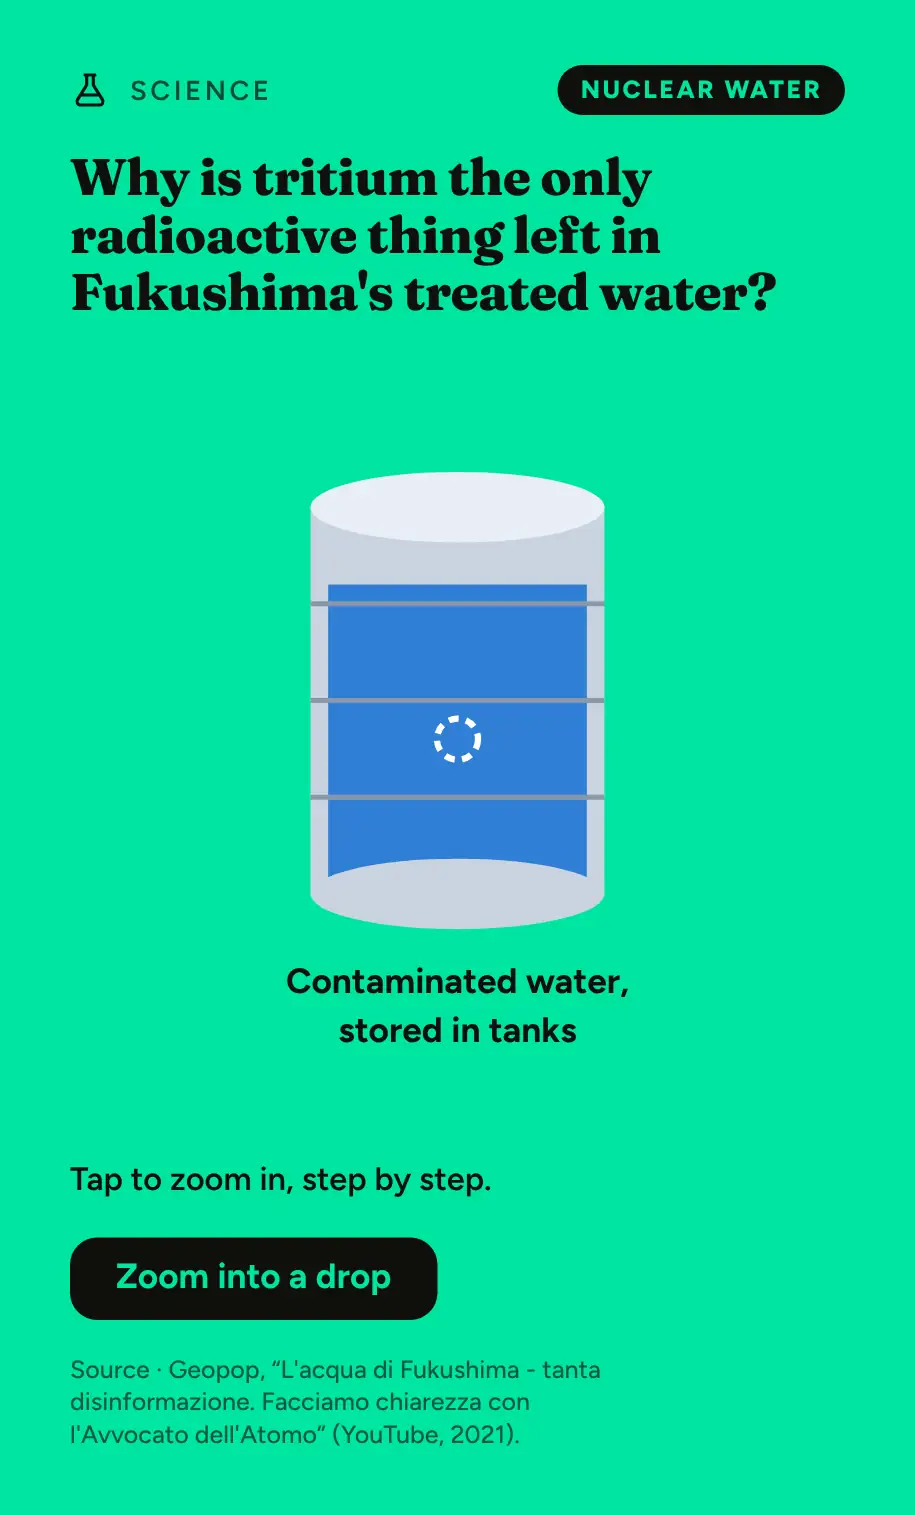 SCIENCE
NUCLEAR WATER
Why is tritium the only
radioactive thing left in
Fukushima's treated water?
Contaminated water,
stored in tanks
Tap to zoom in, step by step.
Zoom into a drop
Source · Geopop, “L'acqua di Fukushima - tanta
disinformazione. Facciamo chiarezza con
l'Avvocato dell'Atomo” (YouTube, 2021).